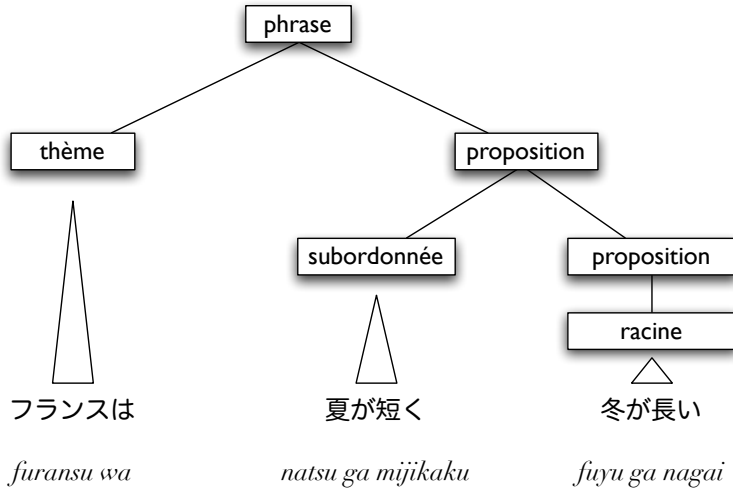 phrase
thème
proposition
subordonnée
proposition
racine
フランスは
夏が短く
冬が長い
furansu wa
natsu ga mijikaku
fuyu ga nagai